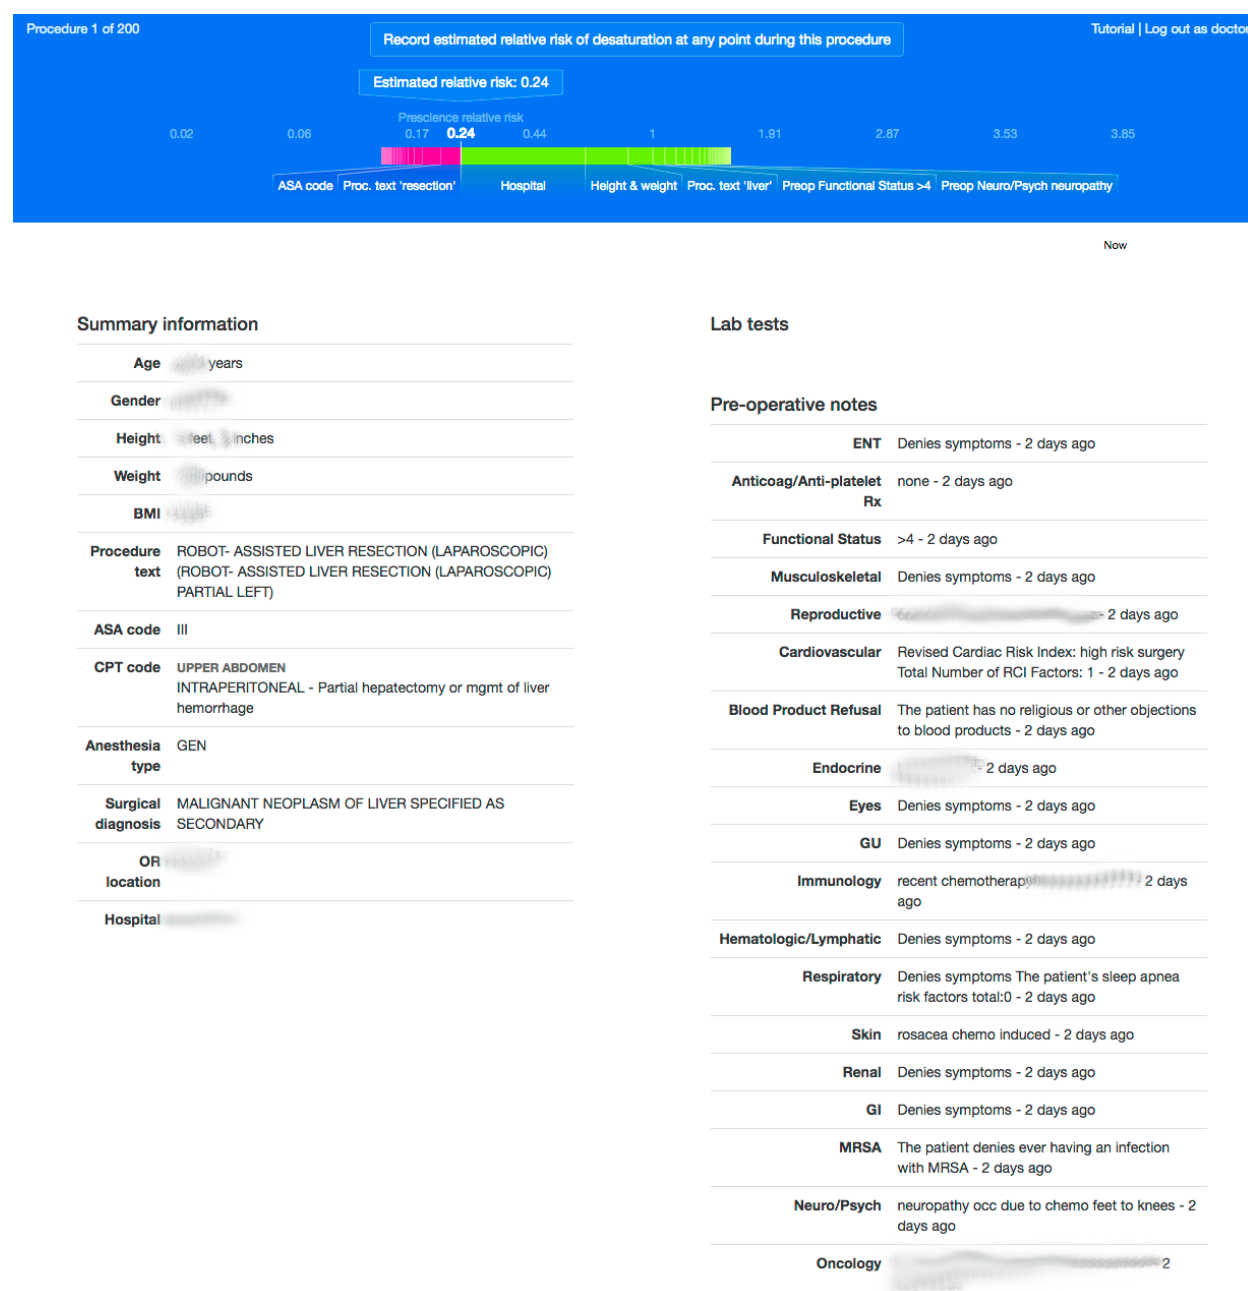 Procedure 1 of 200
Record estimated relative risk of desaturation at any point during this procedure
Tutorial | Log out as doctor
Estimated relative risk: 0.24
Prescience relative risk
0.02 0.06 0.17 0.24 0.44 1 1.91 2.87 3.53 3.85
ASA code Proc. text 'resection' Hospital Height & weight Proc. text 'liver' Preop Functional Status >4 Preop Neuro/Psych neuropathy
Now
Summary information
Age years
Gender
Height feet, inches
Weight pounds
BMI
Procedure text ROBOT- ASSISTED LIVER RESECTION (LAPAROSCOPIC)
(ROBOT- ASSISTED LIVER RESECTION (LAPAROSCOPIC)
PARTIAL LEFT)
ASA code III
CPT code UPPER ABDOMEN
INTRAPERITONEAL - Partial hepatectomy or mgmt of liver
hemorrhage
Anesthesia type GEN
Surgical diagnosis MALIGNANT NEOPLASM OF LIVER SPECIFIED AS
SECONDARY
OR location
Hospital
Lab tests
Pre-operative notes
ENT Denies symptoms - 2 days ago
Anticoag/Anti-platelet Rx none - 2 days ago
Functional Status >4 - 2 days ago
Musculoskeletal Denies symptoms - 2 days ago
Reproductive - 2 days ago
Cardiovascular Revised Cardiac Risk Index: high risk surgery
Total Number of RCI Factors: 1 - 2 days ago
Blood Product Refusal The patient has no religious or other objections
to blood products - 2 days ago
Endocrine - 2 days ago
Eyes Denies symptoms - 2 days ago
GU Denies symptoms - 2 days ago
Immunology recent chemotherapy - 2 days
ago
Hematologic/Lymphatic Denies symptoms - 2 days ago
Respiratory Denies symptoms The patient's sleep apnea
risk factors total:0 - 2 days ago
Skin rosacea chemo induced - 2 days ago
Renal Denies symptoms - 2 days ago
GI Denies symptoms - 2 days ago
MRSA The patient denies ever having an infection
with MRSA - 2 days ago
Neuro/Psych neuropathy occ due to chemo feet to knees - 2
days ago
Oncology 2